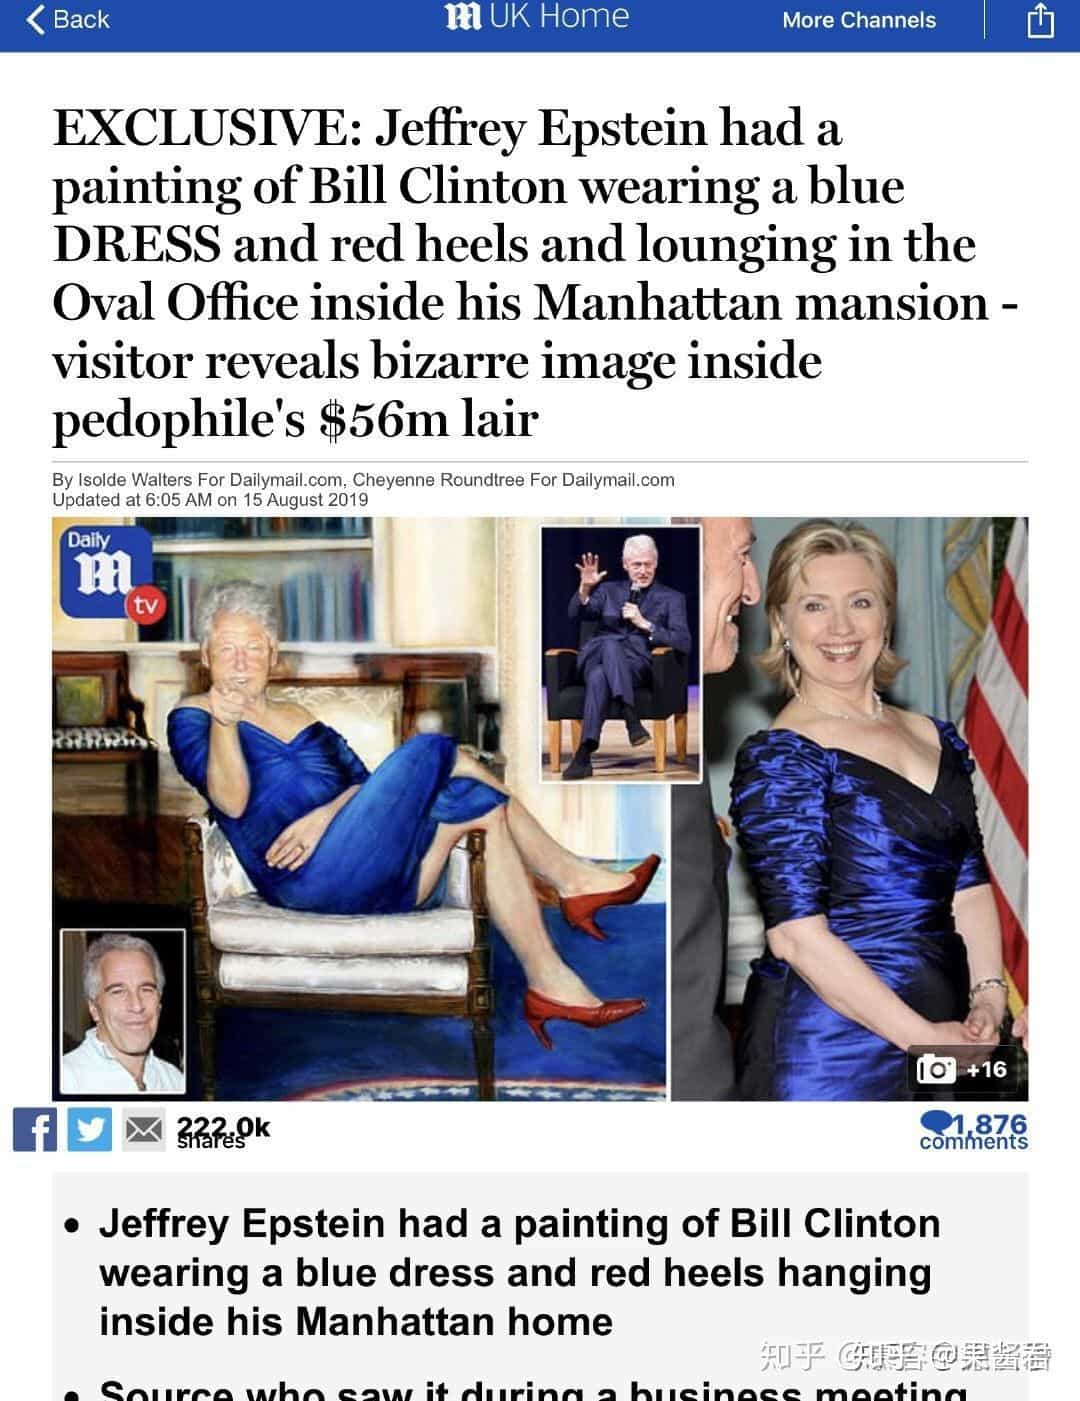 Back
UK Home
More Channels
EXCLUSIVE: Jeffrey Epstein had a
painting of Bill Clinton wearing a blue
DRESS and red heels and lounging in the
Oval Office inside his Manhattan mansion -
visitor reveals bizarre image inside
pedophile's $56m lair
By Isolde Walters For Dailymail.com, Cheyenne Roundtree For Dailymail.com
Updated at 6:05 AM on 15 August 2019
Daily
M
tv
+16
222.0k
shares
1,876
comments
• Jeffrey Epstein had a painting of Bill Clinton
wearing a blue dress and red heels hanging
inside his Manhattan home
• Source who saw it during a business meeting
知乎 @果酱君